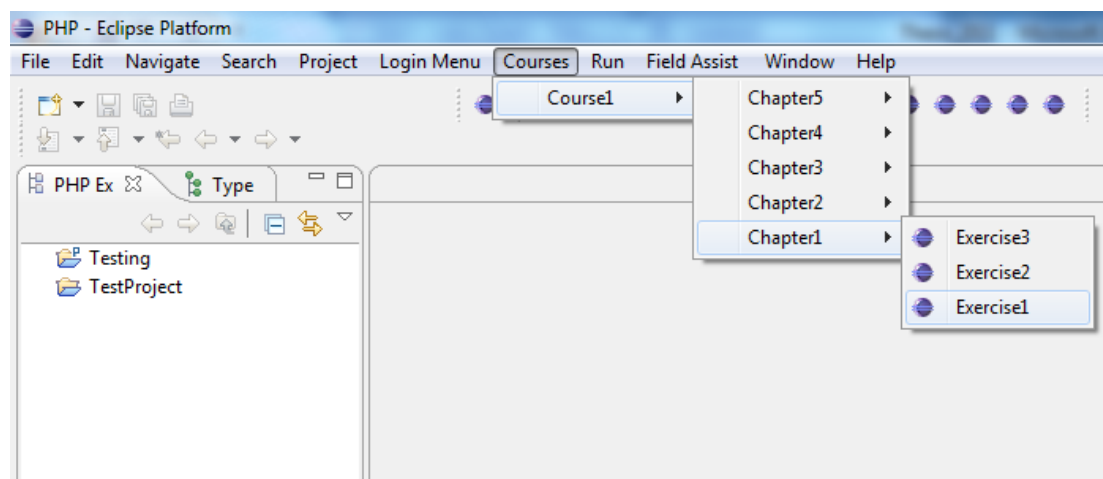 PHP - Eclipse Platform
File Edit Navigate Search Project Login Menu Courses Run Field Assist Window Help
Course1
Chapter5
Chapter4
Chapter3
Chapter2
Chapter1
Exercise3
Exercise2
Exercise1
PHP Ex Type
Testing
TestProject